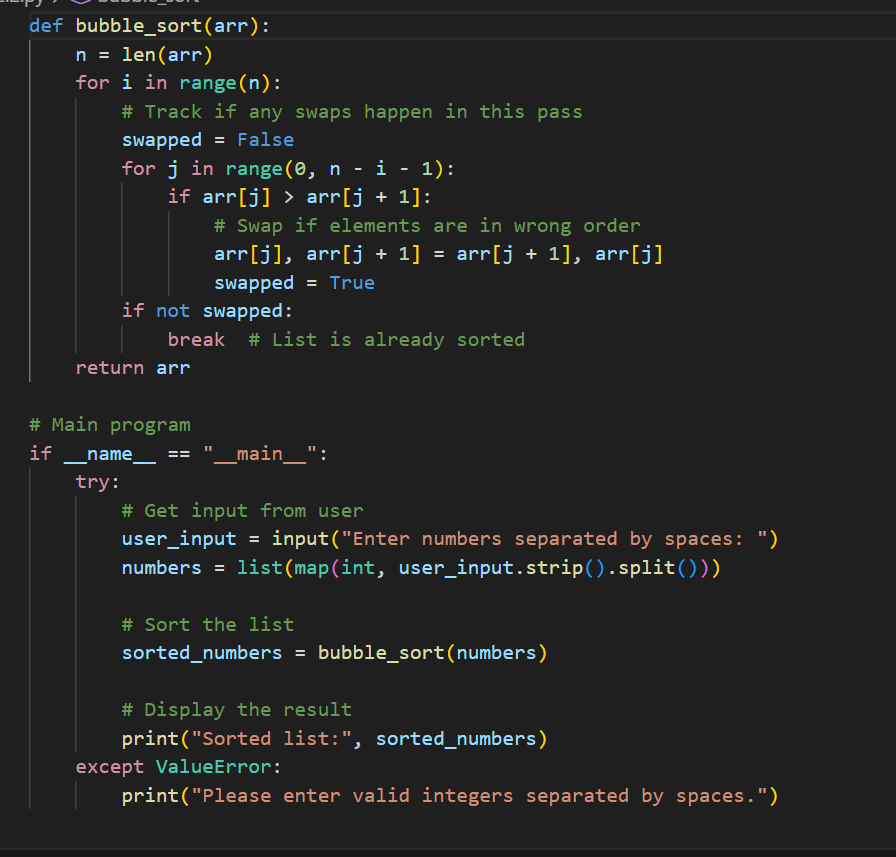 def bubble_sort(arr):
    n = len(arr)
    for i in range(n):
        # Track if any swaps happen in this pass
        swapped = False
        for j in range(0, n - i - 1):
            if arr[j] > arr[j + 1]:
                # Swap if elements are in wrong order
                arr[j], arr[j + 1] = arr[j + 1], arr[j]
                swapped = True
        if not swapped:
            break  # List is already sorted
    return arr

# Main program
if __name__ == "__main__":
    try:
        # Get input from user
        user_input = input("Enter numbers separated by spaces: ")
        numbers = list(map(int, user_input.strip().split()))

        # Sort the list
        sorted_numbers = bubble_sort(numbers)

        # Display the result
        print("Sorted list:", sorted_numbers)
    except ValueError:
        print("Please enter valid integers separated by spaces.")